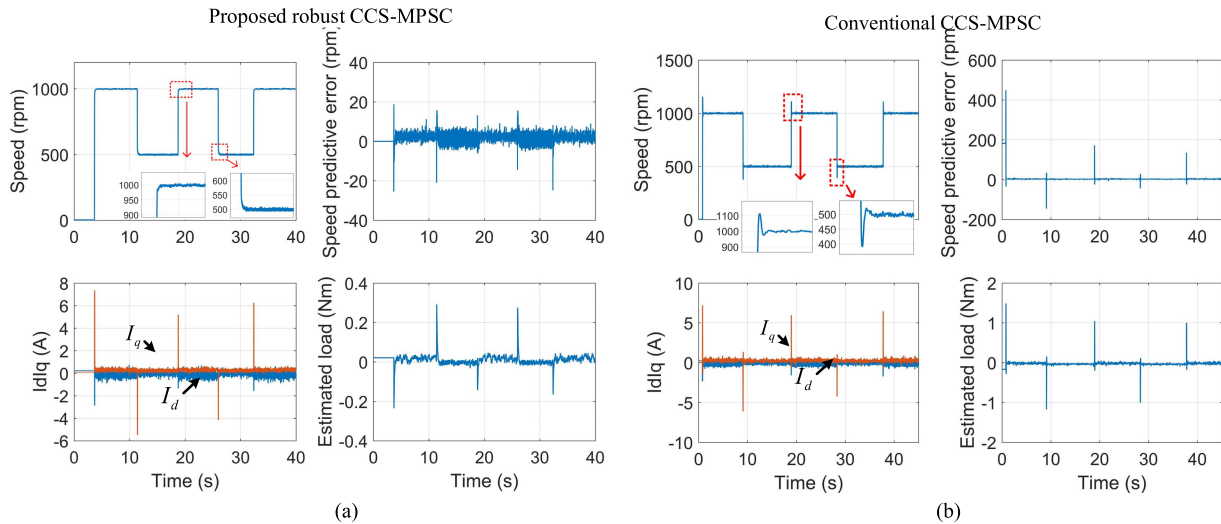 Proposed robust CCS-MPSC
Conventional CCS-MPSC
Speed (rpm)
1000
500
0
0 10 20 30 40
1000
950
900
600
550
500
Speed predictive error (rpm)
40
20
0
-20
-40
0 10 20 30 40
Speed (rpm)
1500
1000
500
0
0 10 20 30 40
1100
1000
900
500
450
400
Speed predictive error (rpm)
600
400
200
0
-200
0 10 20 30 40
IdIq (A)
8
6
4
2
0
-2
-4
-6
I_q
I_d
0 10 20 30 40
Time (s)
Estimated load (Nm)
0.4
0.2
0
-0.2
-0.4
0 10 20 30 40
Time (s)
IdIq (A)
10
5
0
-5
-10
I_q
I_d
0 10 20 30 40
Time (s)
Estimated load (Nm)
2
1
0
-1
-2
0 10 20 30 40
Time (s)
(a)
(b)